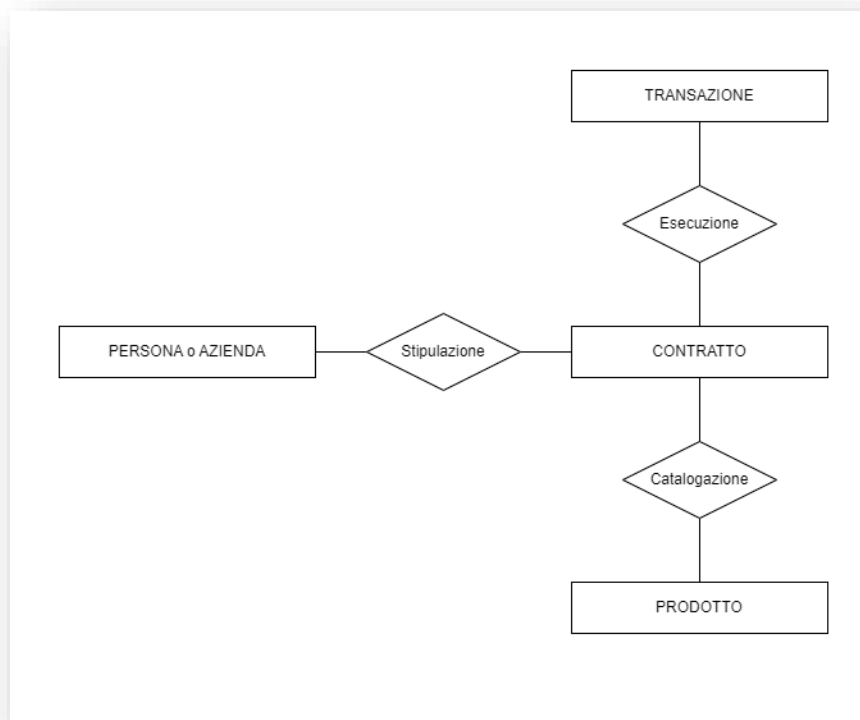 TRANSAZIONE
Esecuzione
PERSONA o AZIENDA
Stipulazione
CONTRATTO
Catalogazione
PRODOTTO